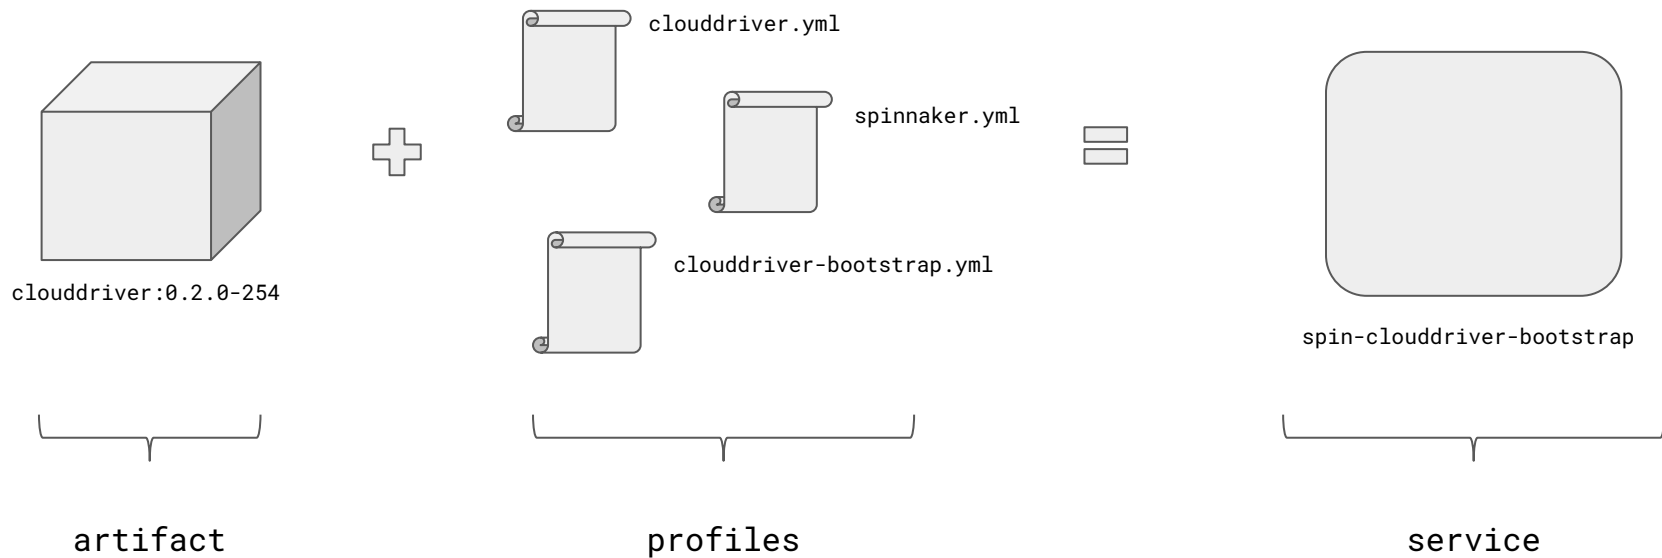 clouddriver.yml
spinnaker.yml
clouddriver-bootstrap.yml
clouddriver:0.2.0-254
spin-clouddriver-bootstrap
artifact
profiles
service